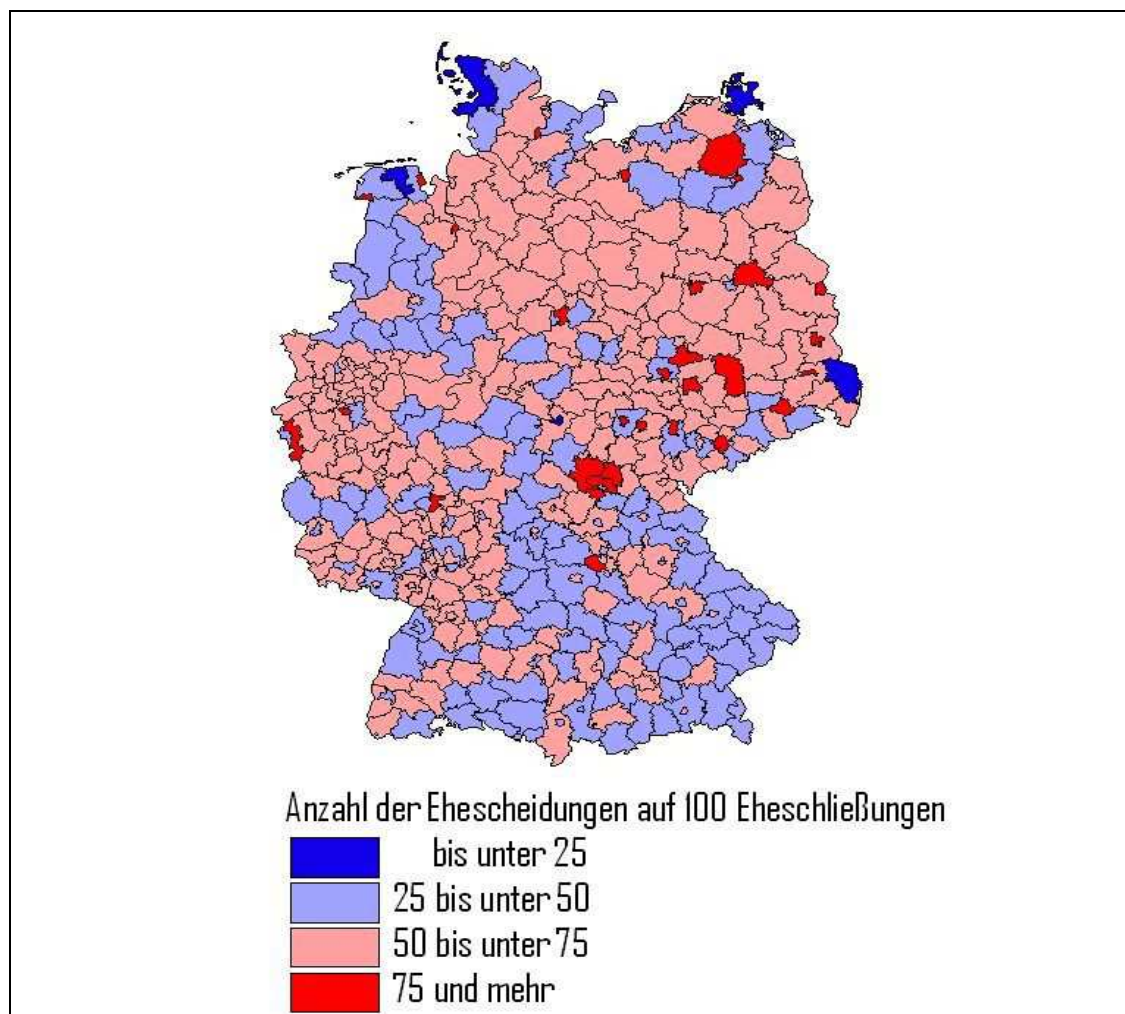 Anzahl der Ehescheidungen auf 100 Eheschließungen
bis unter 25
25 bis unter 50
50 bis unter 75
75 und mehr